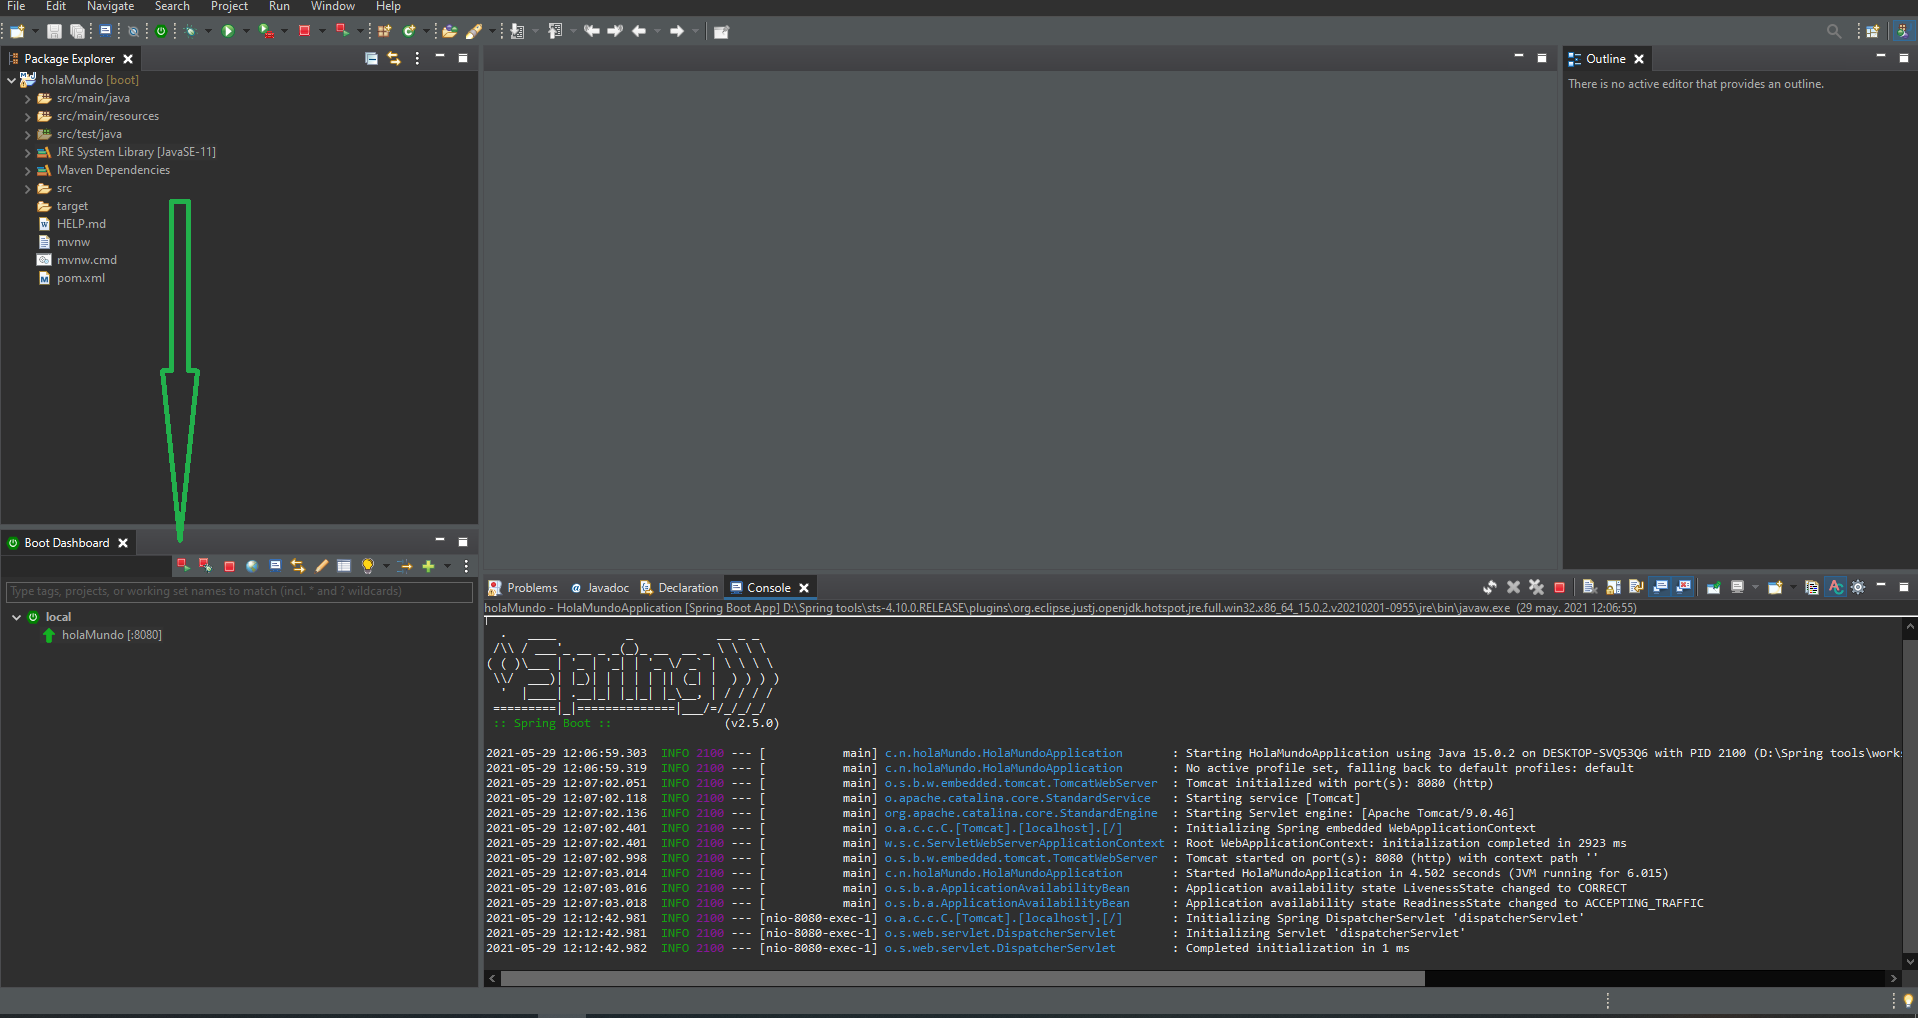 File Edit Navigate Search Project Run Window Help
Package Explorer
holaMundo [boot]
src/main/java
src/main/resources
src/test/java
JRE System Library [JavaSE-11]
Maven Dependencies
src
target
HELP.md
mvnw
mvnw.cmd
pom.xml
Outline
There is no active editor that provides an outline.
Boot Dashboard
Type tags, projects, or working set names to match (incl. * and ? wildcards)
local
holaMundo [:8080]
Problems Javadoc Declaration Console
holaMundo - HolaMundoApplication [Spring Boot App] D:\Spring tools\sts-4.10.0.RELEASE\plugins\org.eclipse.justj.openjdk.hotspot.jre.full.win32.x86_64_15.0.2.v20210201-0955\jre\bin\javaw.exe (29 may. 2021 12:06:55)
  .   ____          _            __ _ _
 /\\ / ___'_ __ _ _(_)_ __  __ _ \ \ \ \
( ( )\___ | '_ | '_| | '_ \/ _` | \ \ \ \
 \\/  ___)| |_)| | | | | || (_| |  ) ) ) )
  '  |____| .__|_| |_|_| |_\__, | / / / /
 =========|_|==============|___/=/_/_/_/
 :: Spring Boot ::                (v2.5.0)
2021-05-29 12:06:59.303  INFO 2100 --- [           main] c.n.holaMundo.HolaMundoApplication       : Starting HolaMundoApplication using Java 15.0.2 on DESKTOP-SVQ53Q6 with PID 2100 (D:\Spring tools\works
2021-05-29 12:06:59.319  INFO 2100 --- [           main] c.n.holaMundo.HolaMundoApplication       : No active profile set, falling back to default profiles: default
2021-05-29 12:07:02.051  INFO 2100 --- [           main] o.s.b.w.embedded.tomcat.TomcatWebServer  : Tomcat initialized with port(s): 8080 (http)
2021-05-29 12:07:02.118  INFO 2100 --- [           main] o.apache.catalina.core.StandardService   : Starting service [Tomcat]
2021-05-29 12:07:02.136  INFO 2100 --- [           main] org.apache.catalina.core.StandardEngine  : Starting Servlet engine: [Apache Tomcat/9.0.46]
2021-05-29 12:07:02.401  INFO 2100 --- [           main] o.a.c.c.C.[Tomcat].[localhost].[/]       : Initializing Spring embedded WebApplicationContext
2021-05-29 12:07:02.401  INFO 2100 --- [           main] w.s.c.ServletWebServerApplicationContext : Root WebApplicationContext: initialization completed in 2923 ms
2021-05-29 12:07:02.998  INFO 2100 --- [           main] o.s.b.w.embedded.tomcat.TomcatWebServer  : Tomcat started on port(s): 8080 (http) with context path ''
2021-05-29 12:07:03.014  INFO 2100 --- [           main] c.n.holaMundo.HolaMundoApplication       : Started HolaMundoApplication in 4.502 seconds (JVM running for 6.015)
2021-05-29 12:07:03.016  INFO 2100 --- [           main] o.s.b.a.ApplicationAvailabilityBean      : Application availability state LivenessState changed to CORRECT
2021-05-29 12:07:03.018  INFO 2100 --- [           main] o.s.b.a.ApplicationAvailabilityBean      : Application availability state ReadinessState changed to ACCEPTING_TRAFFIC
2021-05-29 12:12:42.981  INFO 2100 --- [nio-8080-exec-1] o.a.c.c.C.[Tomcat].[localhost].[/]       : Initializing Spring DispatcherServlet 'dispatcherServlet'
2021-05-29 12:12:42.981  INFO 2100 --- [nio-8080-exec-1] o.s.web.servlet.DispatcherServlet        : Initializing Servlet 'dispatcherServlet'
2021-05-29 12:12:42.982  INFO 2100 --- [nio-8080-exec-1] o.s.web.servlet.DispatcherServlet        : Completed initialization in 1 ms